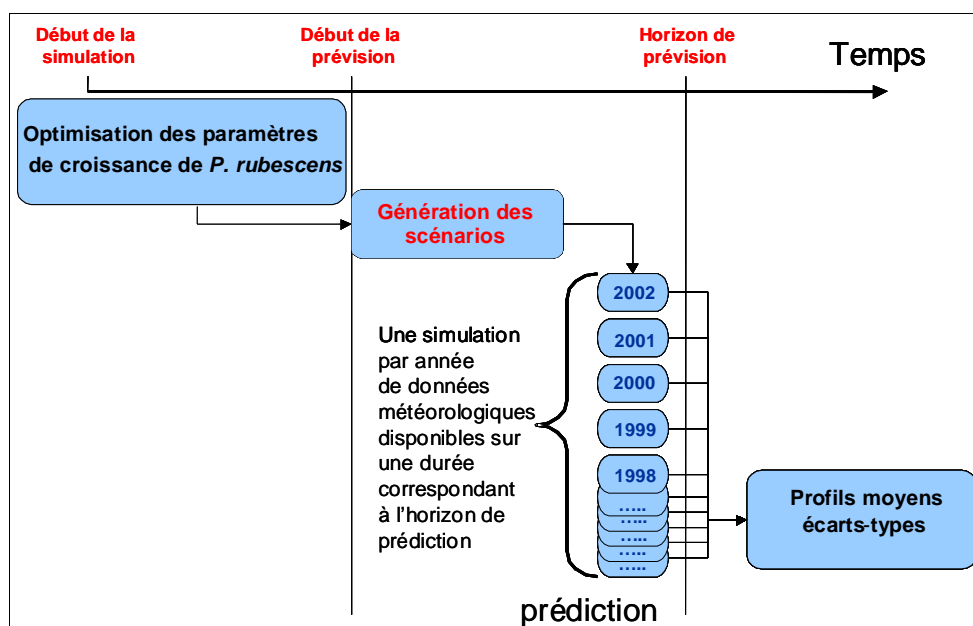 Début de la
simulation
Début de la
prévision
Horizon de
prévision
Temps
Optimisation des paramètres
de croissance de P. rubescens
Génération des
scénarios
Une simulation
par année
de données
météorologiques
disponibles sur
une durée
correspondant
à l'horizon de
prédiction
2002
2001
2000
1999
1998
.....
.....
.....
.....
.....
Profils moyens
écarts-types
prédiction